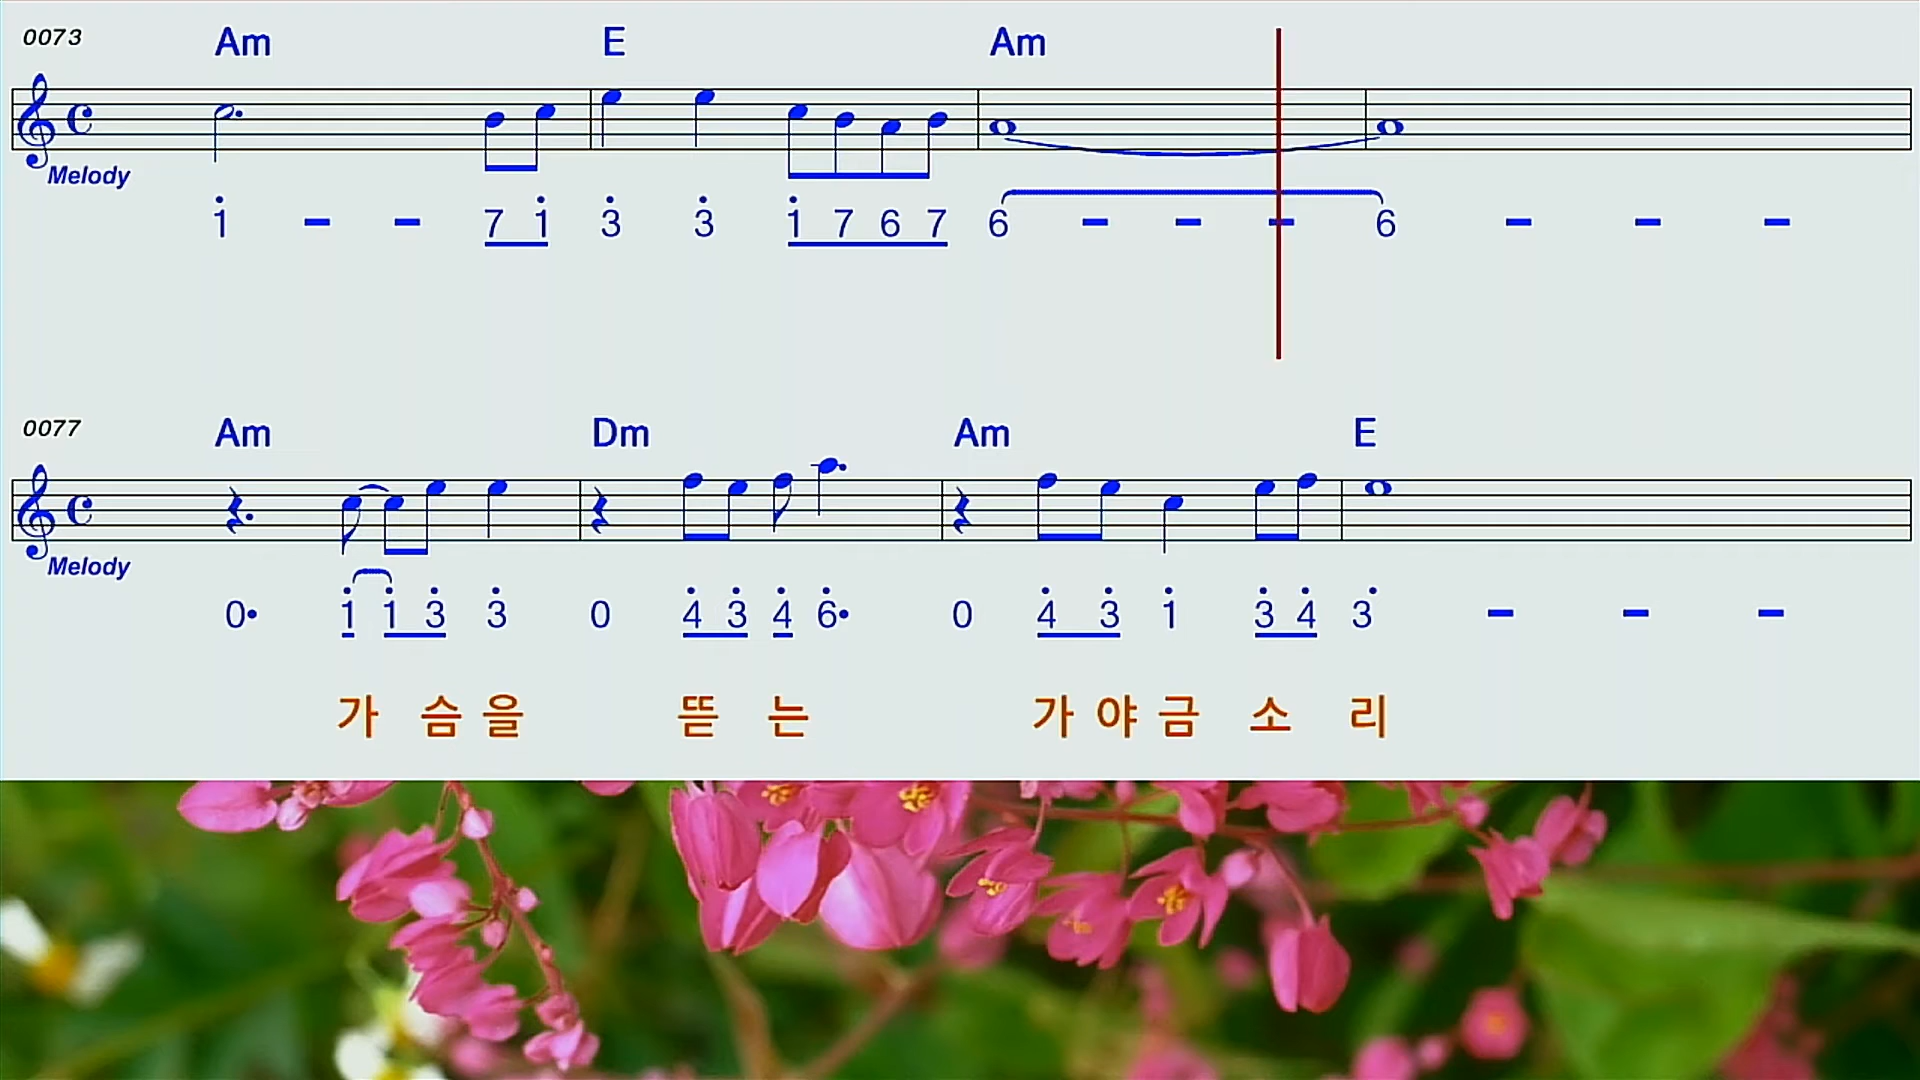 0073 Am E Am
Melody
1 - - 7 1 3 3 1 7 6 7 6 - - - 6 - - -
0077 Am Dm Am E
Melody
0• 1 1 3 3 0 4 3 4 6• 0 4 3 1 3 4 3 - - -
가 슴 을 뜯 는 가 야 금 소 리